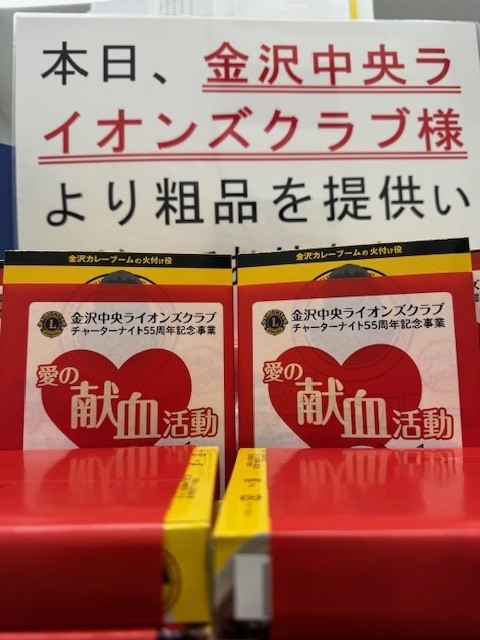 本日、金沢中央ラ
イオンズクラブ様
より粗品を提供い
金沢カレーブームの火付け役
金沢中央ライオンズクラブ
チャーターナイト55周年記念事業
愛の
献血活動
金沢カレーブームの火付け役
金沢中央ライオンズクラブ
チャーターナイト55周年記念事業
愛の
献血活動